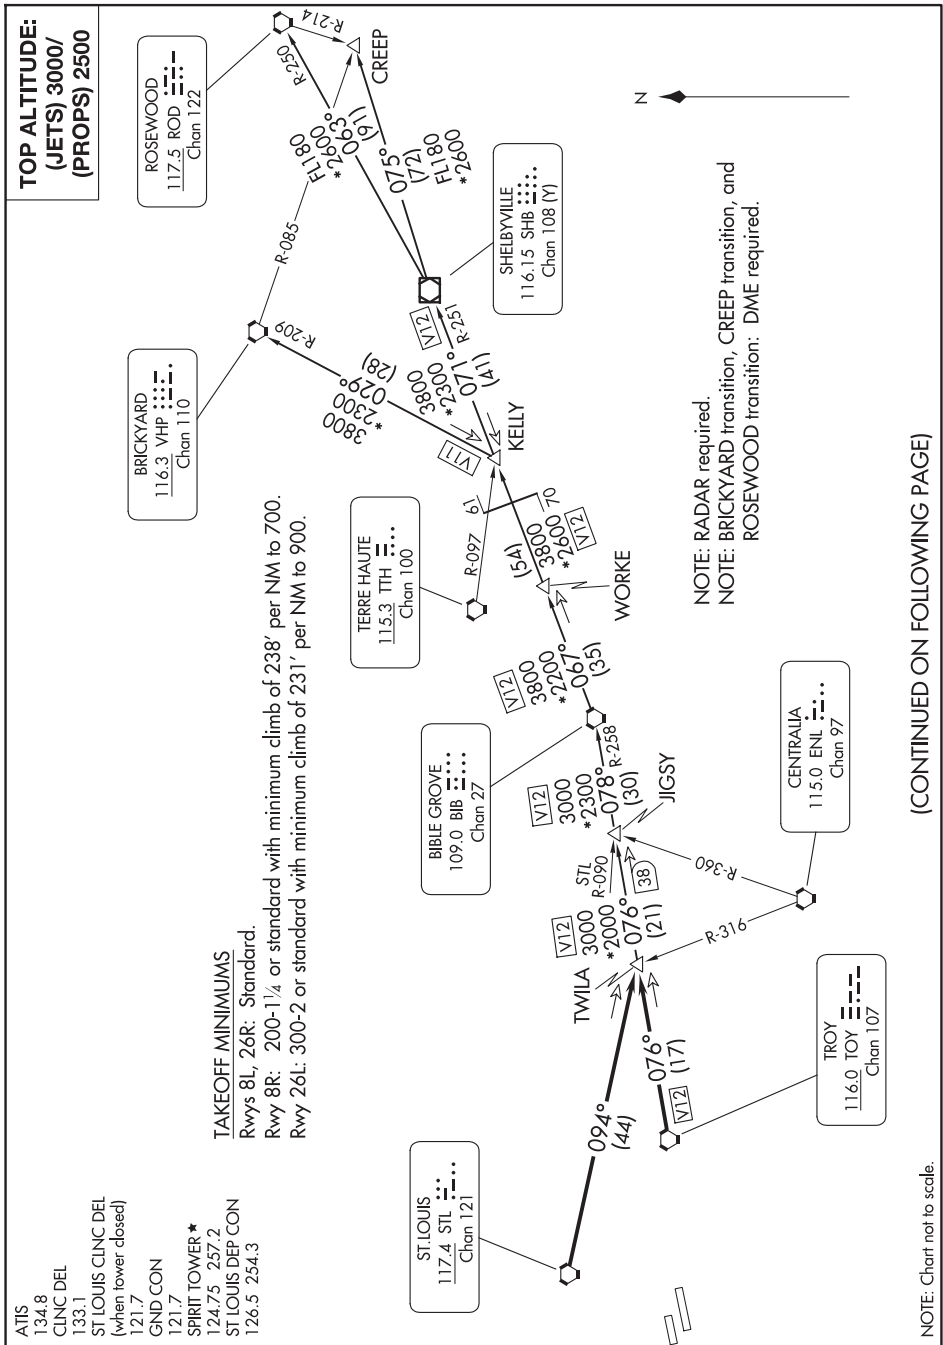 TOP ALTITUDE:
(JETS) 3000/
(PROPS) 2500
ATIS
134.8
CLNC DEL
133.1
ST LOUIS CLNC DEL
(when tower closed)
121.7
GND CON
121.7
SPIRIT TOWER ★
124.75 257.2
ST LOUIS DEP CON
126.5 254.3
TAKEOFF MINIMUMS
Rwys 8L, 26R: Standard.
Rwy 8R: 200-1¼ or standard with minimum climb of 238' per NM to 700.
Rwy 26L: 300-2 or standard with minimum climb of 231' per NM to 900.
ST.LOUIS
117.4 STL
Chan 121
094°
(44)
TROY
116.0 TOY
Chan 107
V12
076°
(17)
TWILA
V12
3000
*2000
076°
(21)
STL
R-090
38
R-316
R-360
CENTRALIA
115.0 ENL
Chan 97
JIGSY
V12
3000
*2300
078°
(30)
R-258
BIBLE GROVE
109.0 BIB
Chan 27
V12
3800
*2200
067°
(35)
WORKE
(54)
3800
*2600
V12
61
70
TERRE HAUTE
115.3 TTH
Chan 100
R-097
KELLY
V11
3800
*2300
029°
(28)
R-209
BRICKYARD
116.3 VHP
Chan 110
R-085
V12
3800
*2300
071°
(41)
R-251
SHELBYVILLE
116.15 SHB
Chan 108 (Y)
FL180
*2600
063°
(91)
R-250
075°
(72)
FL180
*2600
ROSEWOOD
117.5 ROD
Chan 122
R-214
CREEP
N
NOTE: RADAR required.
NOTE: BRICKYARD transition, CREEP transition, and
ROSEWOOD transition: DME required.
(CONTINUED ON FOLLOWING PAGE)
NOTE: Chart not to scale.